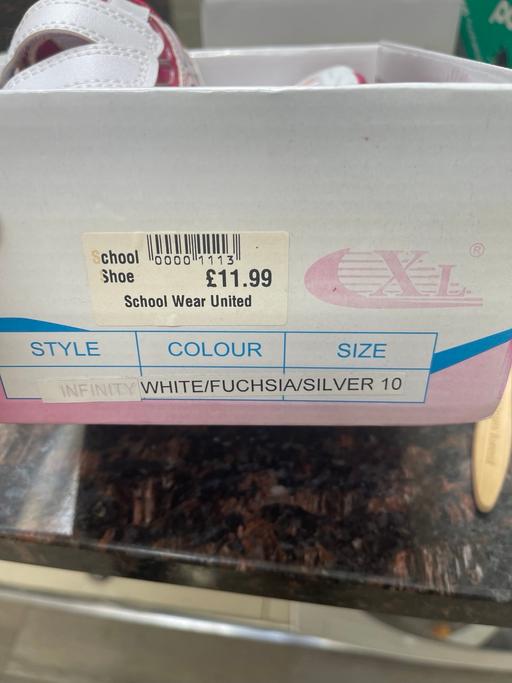 School
0000 1113
Shoe
£11.99
School Wear United
XL ®
STYLE COLOUR SIZE
INFINITY WHITE/FUCHSIA/SILVER 10